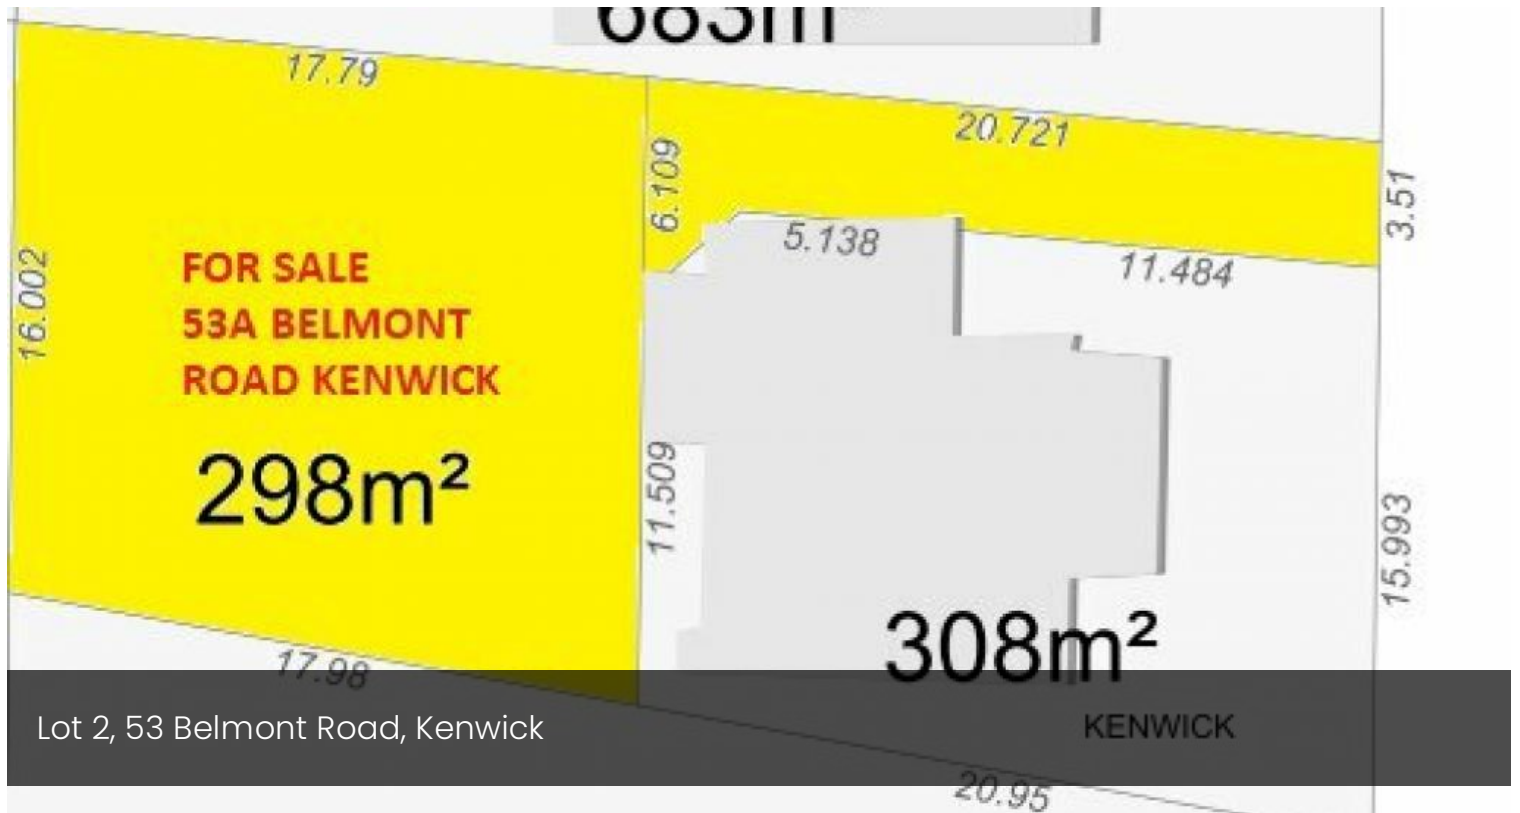 683m²
17.79
20.721
6.109
3.51
5.138
11.484
16.002
FOR SALE
53A BELMONT
ROAD KENWICK
298m²
11.509
15.993
308m²
17.98
Lot 2, 53 Belmont Road, Kenwick
KENWICK
20.95